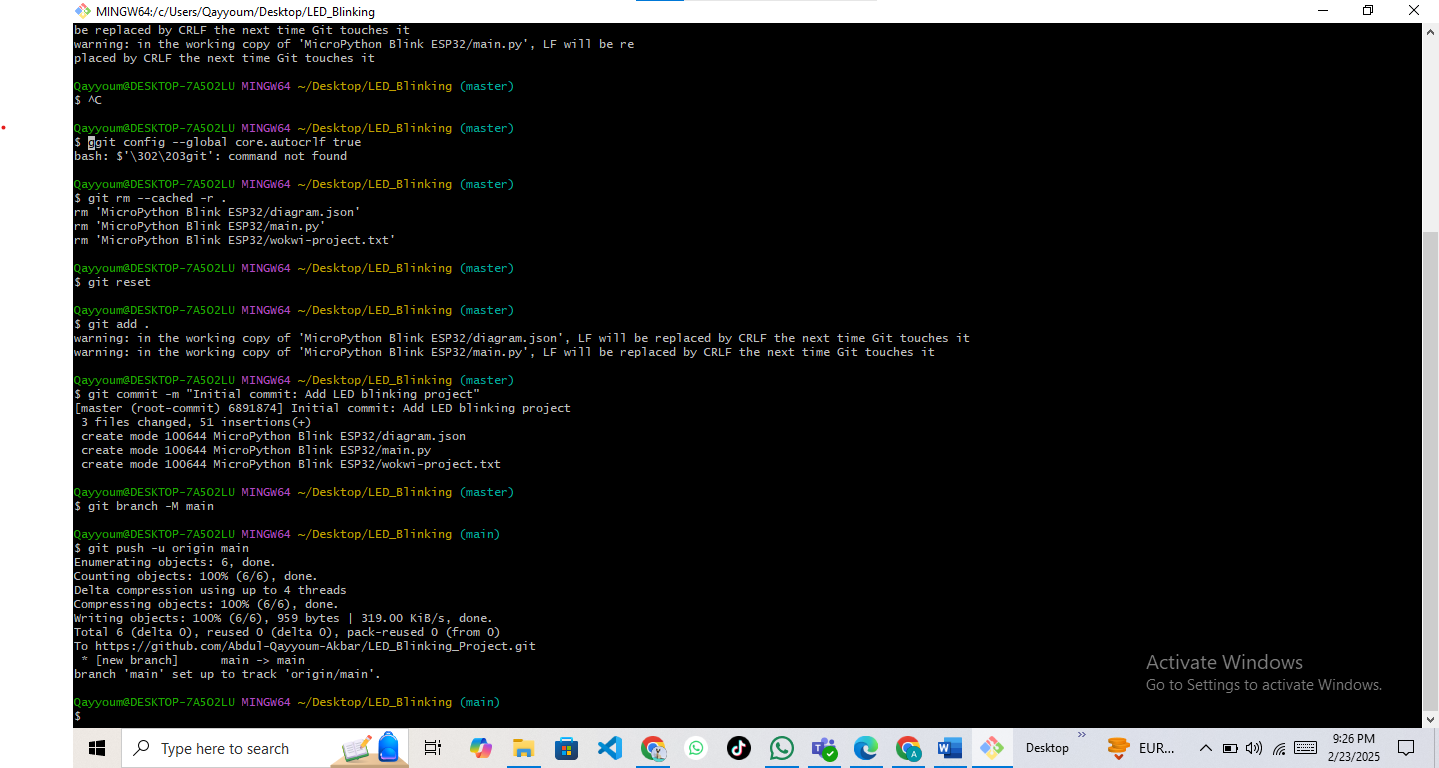 MINGW64:/c/Users/Qayyoum/Desktop/LED_Blinking
be replaced by CRLF the next time Git touches it
warning: in the working copy of 'MicroPython Blink ESP32/main.py', LF will be re
placed by CRLF the next time Git touches it
Qayyoum@DESKTOP-7A5O2LU MINGW64 ~/Desktop/LED_Blinking (master)
$ ^C
Qayyoum@DESKTOP-7A5O2LU MINGW64 ~/Desktop/LED_Blinking (master)
$ ggit config --global core.autocrlf true
bash: $'\302\203git': command not found
Qayyoum@DESKTOP-7A5O2LU MINGW64 ~/Desktop/LED_Blinking (master)
$ git rm --cached -r .
rm 'MicroPython Blink ESP32/diagram.json'
rm 'MicroPython Blink ESP32/main.py'
rm 'MicroPython Blink ESP32/wokwi-project.txt'
Qayyoum@DESKTOP-7A5O2LU MINGW64 ~/Desktop/LED_Blinking (master)
$ git reset
Qayyoum@DESKTOP-7A5O2LU MINGW64 ~/Desktop/LED_Blinking (master)
$ git add .
warning: in the working copy of 'MicroPython Blink ESP32/diagram.json', LF will be replaced by CRLF the next time Git touches it
warning: in the working copy of 'MicroPython Blink ESP32/main.py', LF will be replaced by CRLF the next time Git touches it
Qayyoum@DESKTOP-7A5O2LU MINGW64 ~/Desktop/LED_Blinking (master)
$ git commit -m "Initial commit: Add LED blinking project"
[master (root-commit) 6891874] Initial commit: Add LED blinking project
3 files changed, 51 insertions(+)
create mode 100644 MicroPython Blink ESP32/diagram.json
create mode 100644 MicroPython Blink ESP32/main.py
create mode 100644 MicroPython Blink ESP32/wokwi-project.txt
Qayyoum@DESKTOP-7A5O2LU MINGW64 ~/Desktop/LED_Blinking (master)
$ git branch -M main
Qayyoum@DESKTOP-7A5O2LU MINGW64 ~/Desktop/LED_Blinking (main)
$ git push -u origin main
Enumerating objects: 6, done.
Counting objects: 100% (6/6), done.
Delta compression using up to 4 threads
Compressing objects: 100% (6/6), done.
Writing objects: 100% (6/6), 959 bytes | 319.00 KiB/s, done.
Total 6 (delta 0), reused 0 (delta 0), pack-reused 0 (from 0)
To https://github.com/Abdul-Qayyoum-Akbar/LED_Blinking_Project.git
* [new branch] main -> main
branch 'main' set up to track 'origin/main'.
Qayyoum@DESKTOP-7A5O2LU MINGW64 ~/Desktop/LED_Blinking (main)
$
Activate Windows
Go to Settings to activate Windows.
Type here to search
Desktop
EUR...
9:26 PM
2/23/2025